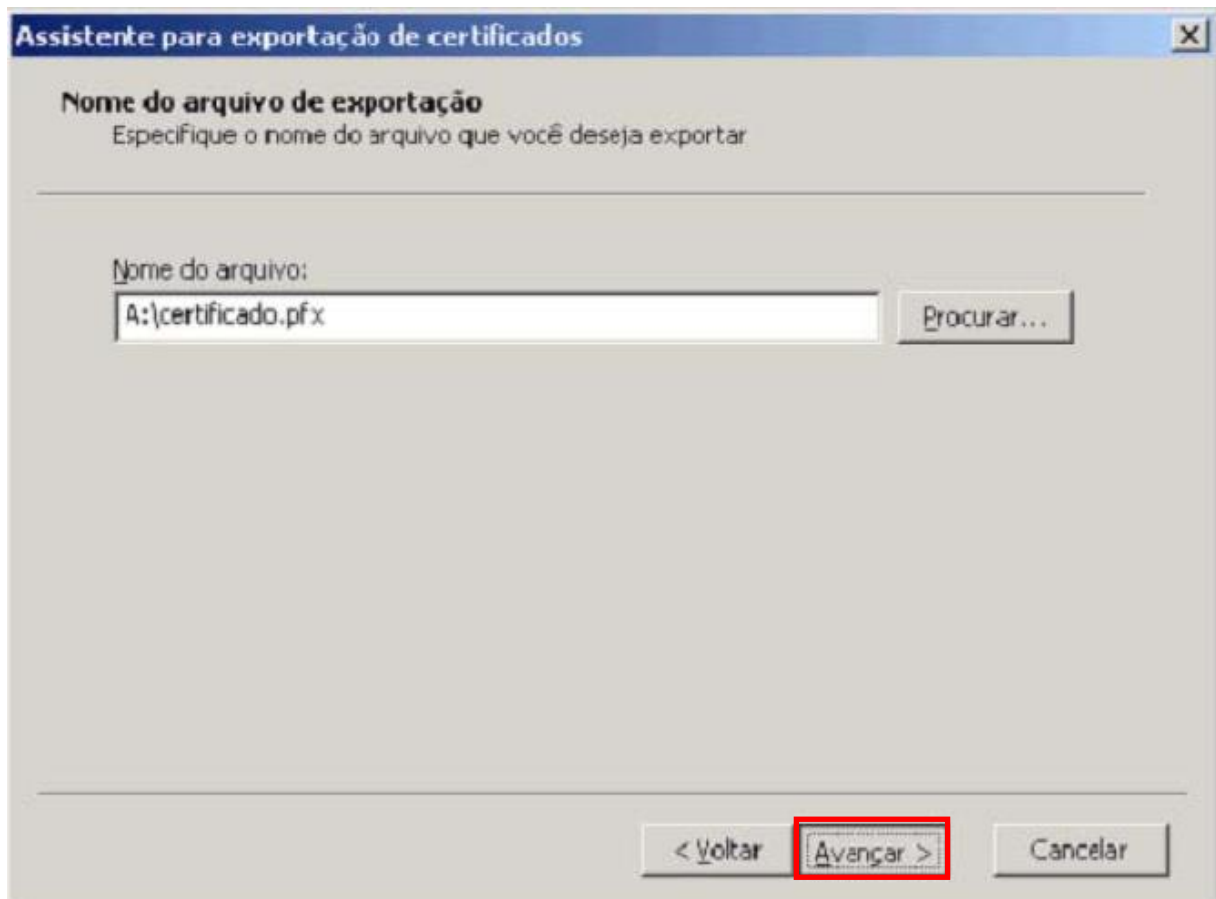 Assistente para exportação de certificados
Nome do arquivo de exportação
Especifique o nome do arquivo que você deseja exportar
Nome do arquivo:
A:\certificado.pfx
Procurar...
< Voltar
Avançar >
Cancelar